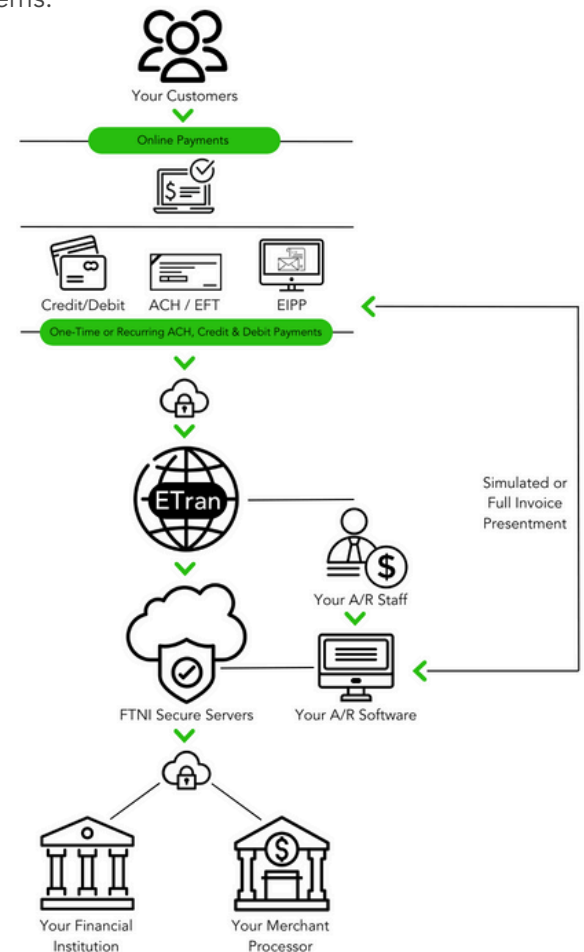 Your Customers
Online Payments
$
Credit/Debit
ACH / EFT
EIPP
One-Time or Recurring ACH, Credit & Debit Payments
ETran
Simulated or
Full Invoice
Presentment
$
Your A/R Staff
FTNI Secure Servers
Your A/R Software
$
Your Financial
Institution
Your Merchant
Processor